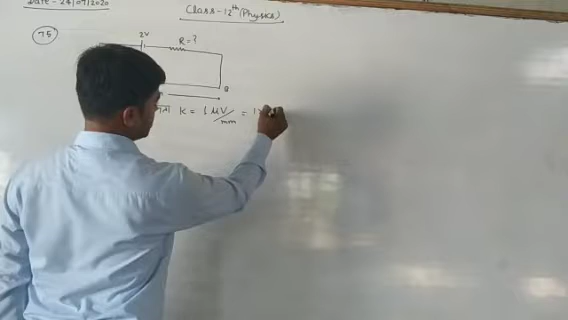 Date - 24/07/2020
Class-12th (Physics)
75
2V
R = ?
B
K = 1 μV/mm = 1